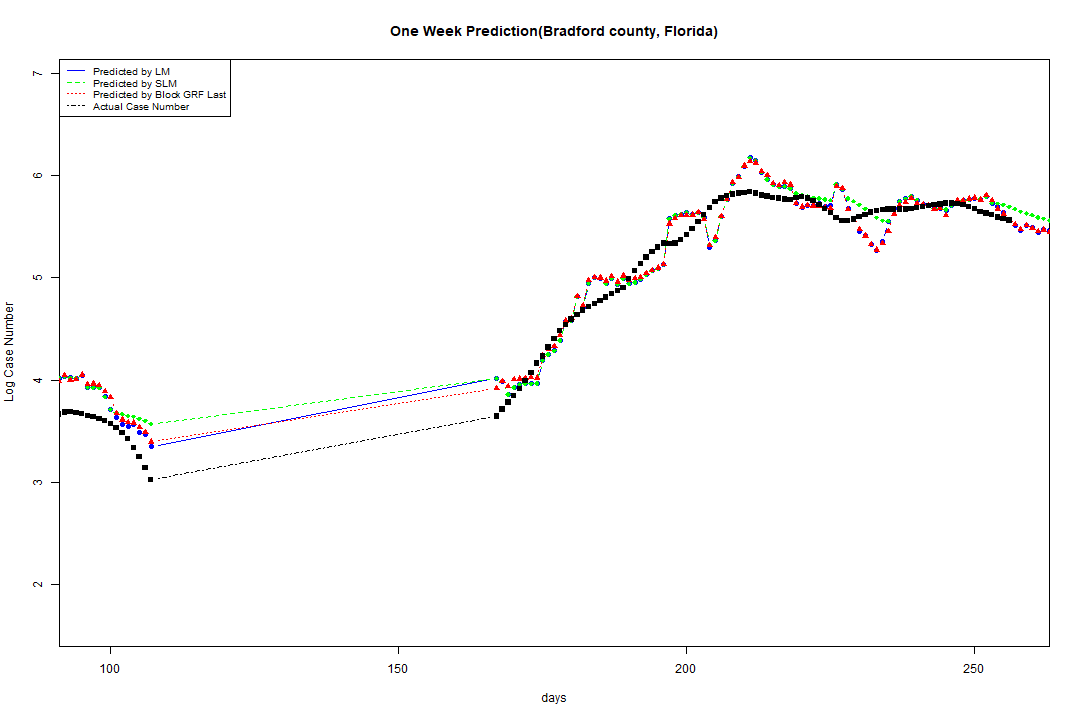 One Week Prediction(Bradford county, Florida)
Predicted by LM
Predicted by SLM
Predicted by Block GRF Last
Actual Case Number
7
6
5
4
3
2
Log Case Number
100
150
200
250
days